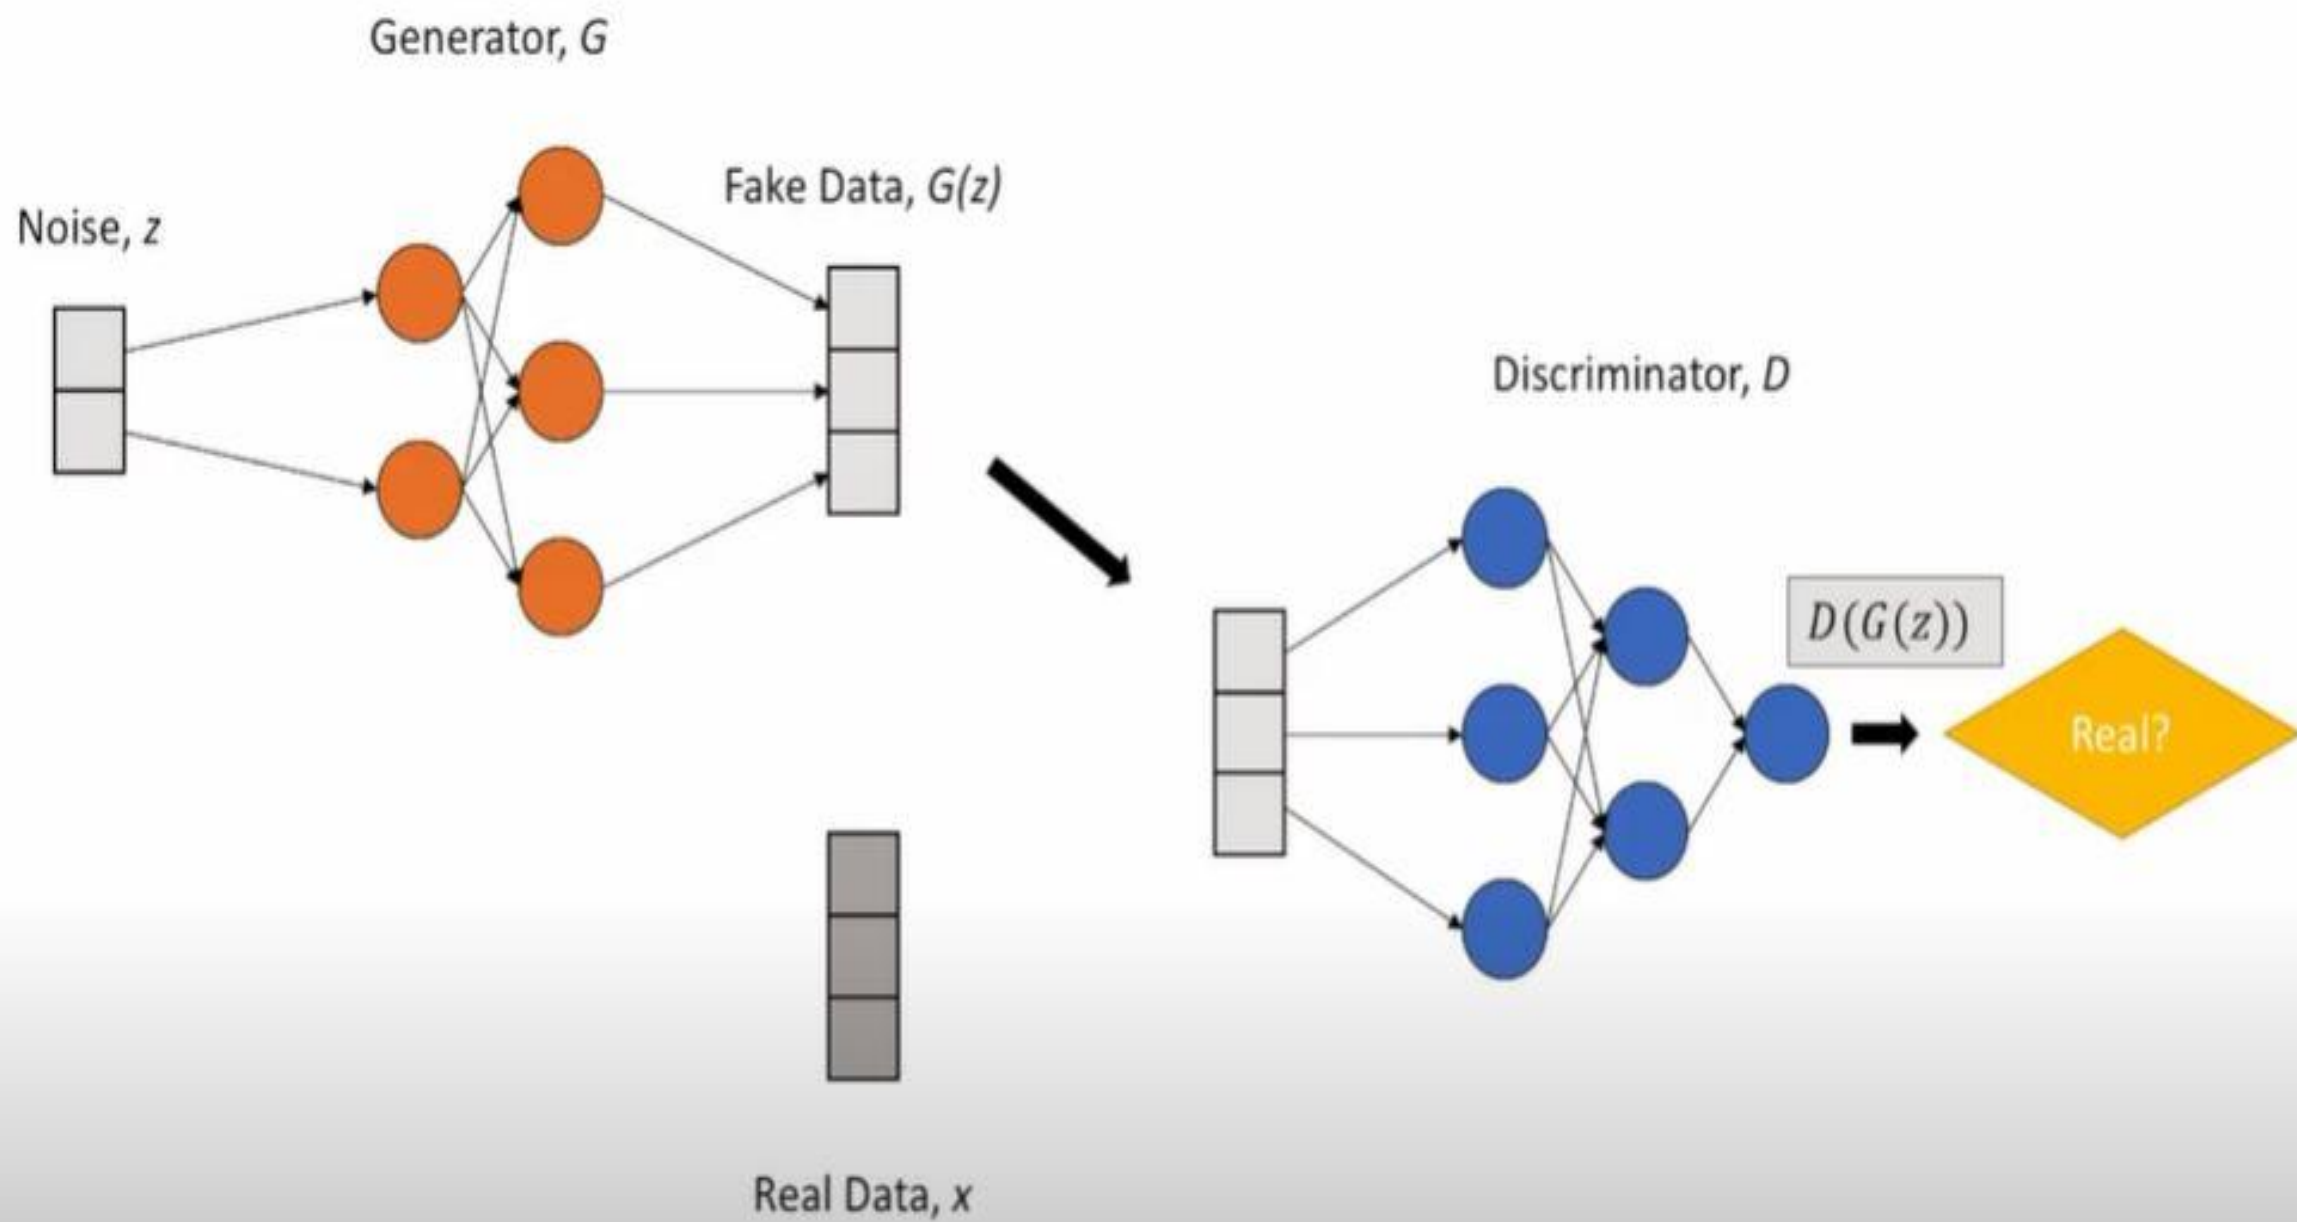 Generator, G
Noise, z
Fake Data, G(z)
Discriminator, D
D(G(z))
Real?
Real Data, x